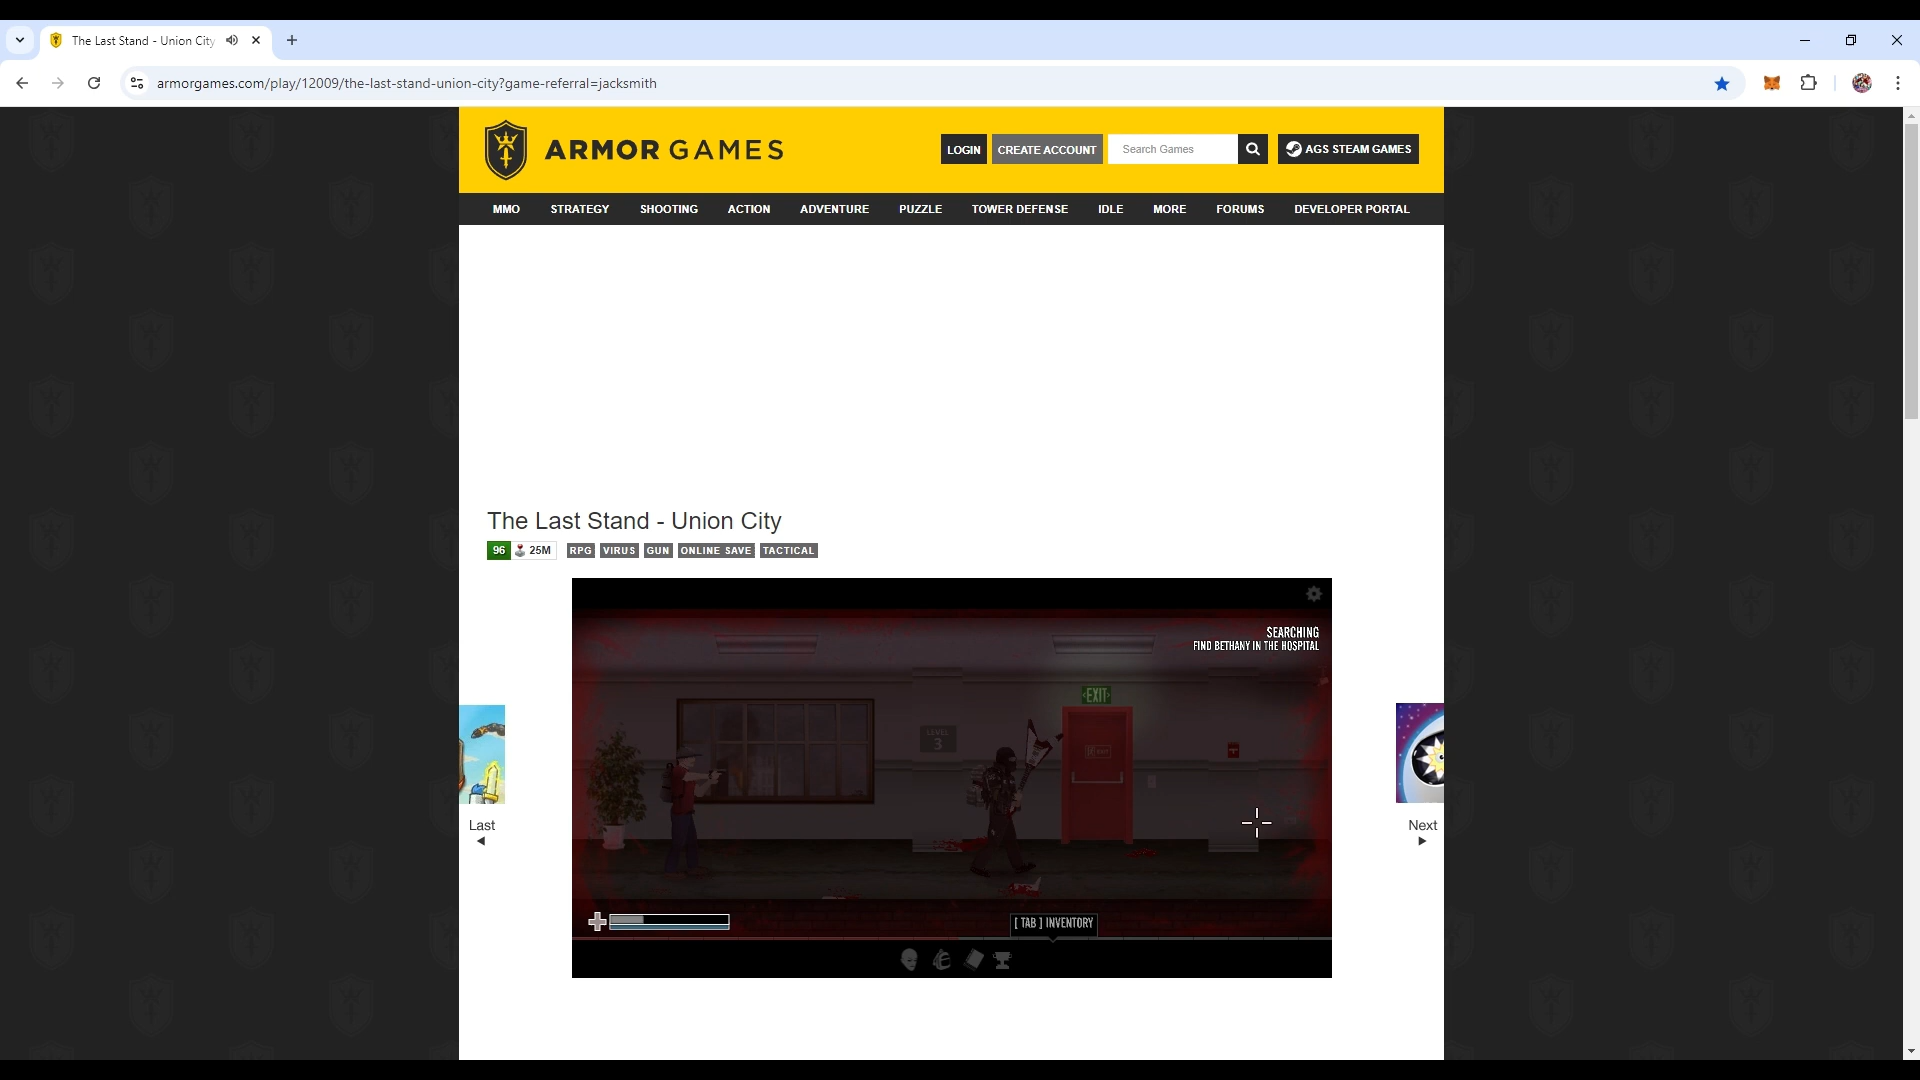 The Last Stand - Union City
armorgames.com/play/12009/the-last-stand-union-city?game-referral=jacksmith
ARMOR GAMES
LOGIN
CREATE ACCOUNT
Search Games
AGS STEAM GAMES
MMO
STRATEGY
SHOOTING
ACTION
ADVENTURE
PUZZLE
TOWER DEFENSE
IDLE
MORE
FORUMS
DEVELOPER PORTAL
The Last Stand - Union City
96
25M
RPG
VIRUS
GUN
ONLINE SAVE
TACTICAL
SEARCHING
FIND BETHANY IN THE HOSPITAL
EXIT
LEVEL
3
EXIT
Last
Next
[ TAB ] INVENTORY